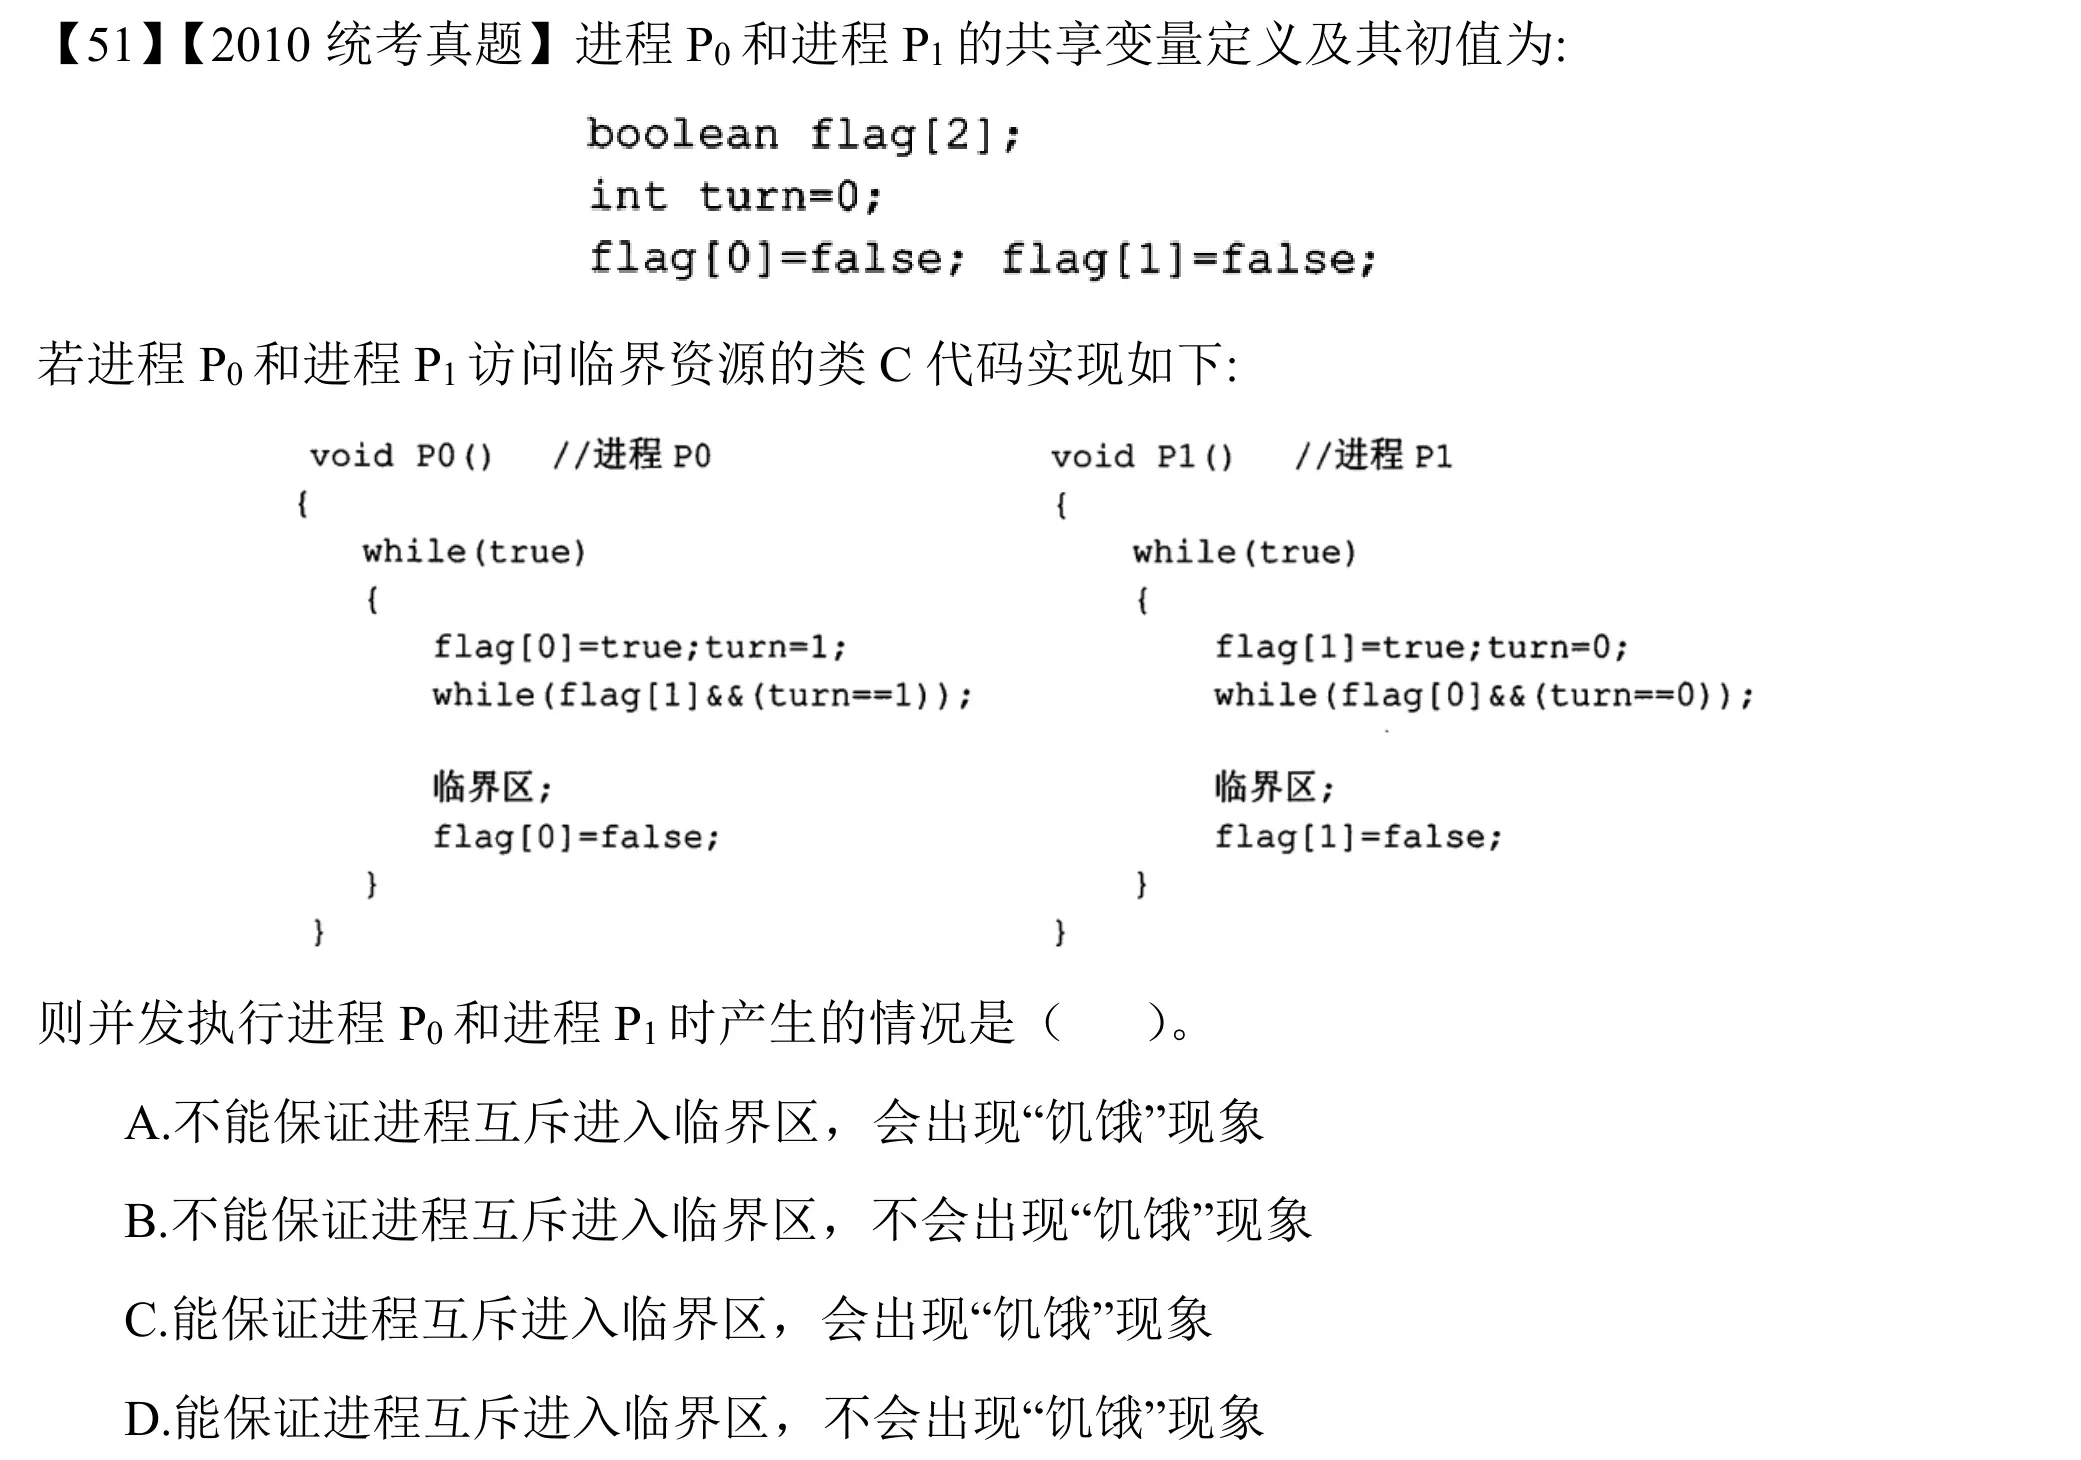 【51】【2010 统考真题】进程 P0 和进程 P1 的共享变量定义及其初值为:
boolean flag[2];
int turn=0;
flag[0]=false; flag[1]=false;
若进程 P0 和进程 P1 访问临界资源的类 C 代码实现如下:
void P0() //进程 P0 void P1() //进程 P1
{ {
while(true) while(true)
{ {
flag[0]=true;turn=1; flag[1]=true;turn=0;
while(flag[1]&&(turn==1)); while(flag[0]&&(turn==0));
临界区; 临界区;
flag[0]=false; flag[1]=false;
} }
} }
则并发执行进程 P0 和进程 P1 时产生的情况是（ ）。
A.不能保证进程互斥进入临界区，会出现“饥饿”现象
B.不能保证进程互斥进入临界区，不会出现“饥饿”现象
C.能保证进程互斥进入临界区，会出现“饥饿”现象
D.能保证进程互斥进入临界区，不会出现“饥饿”现象